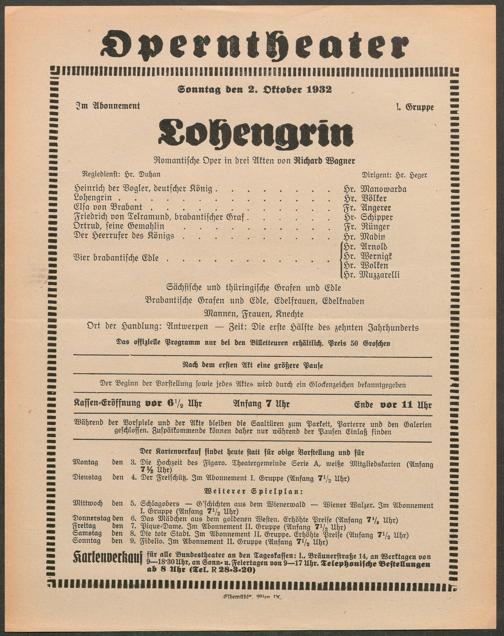 Operntheater
Sonntag den 2. Oktober 1932
Im Abonnement I. Gruppe
Lohengrin
Romantische Oper in drei Akten von Richard Wagner
Regiedienst: Hr. Duhan Dirigent: Hr. Heger
Heinrich der Vogler, deutscher König . . . . . . . . . . Hr. Manowarda
Lohengrin . . . . . . . . . . Hr. Völker
Elsa von Brabant . . . . . . . . . . Fr. Angerer
Friedrich von Telramund, brabantischer Graf . . . . . . . Hr. Schipper
Ortrud, seine Gemahlin . . . . . . . . . . Fr. Rünger
Der Heerrufer des Königs . . . . . . . . . . Hr. Madin
Vier brabantische Edle . . . . . . . . . . Hr. Arnold
Hr. Wernigk
Hr. Wolken
Hr. Muzzarelli
Sächsische und thüringische Grafen und Edle
Brabantische Grafen und Edle, Edelfrauen, Edelknaben
Mannen, Frauen, Knechte
Ort der Handlung: Antwerpen — Zeit: Die erste Hälfte des zehnten Jahrhunderts
Das offizielle Programm nur bei den Billetteuren erhältlich. Preis 50 Groschen
Nach dem ersten Akt eine größere Pause
Der Beginn der Vorstellung sowie jedes Aktes wird durch ein Glockenzeichen bekanntgegeben
Kassen-Eröffnung vor 6½ Uhr Anfang 7 Uhr Ende vor 11 Uhr
Während der Vorspiele und der Akte bleiben die Saaltüren zum Parkett, Parterre und den Galerien
geschlossen. Zuspätkommende können daher nur während der Pausen Einlaß finden
Der Kartenverkauf findet heute statt für obige Vorstellung und für
Montag den 3. Die Hochzeit des Figaro. Theatergemeinde Serie A, weiße Mitgliedskarten (Anfang
7½ Uhr)
Dienstag den 4. Der Freischütz. Im Abonnement I. Gruppe (Anfang 7½ Uhr)
Weiterer Spielplan:
Mittwoch den 5. Schlagobers — G'schichten aus dem Wienerwald — Wiener Walzer. Im Abonnement
I. Gruppe (Anfang 7½ Uhr)
Donnerstag den 6. Das Mädchen aus dem goldenen Westen. Erhöhte Preise (Anfang 7½ Uhr)
Freitag den 7. Pique-Dame. Im Abonnement II. Gruppe (Anfang 7½ Uhr)
Samstag den 8. Die tote Stadt. Im Abonnement II. Gruppe. Erhöhte Preise (Anfang 7½ Uhr)
Sonntag den 9. Fidelio. Im Abonnement II. Gruppe (Anfang 7½ Uhr)
Kartenverkauf für alle Bundestheater an den Tageskassen: I., Bräunerstraße 14, an Werktagen von
9—18·30 Uhr, an Sonn- u. Feiertagen von 9—17 Uhr. Telephonische Bestellungen
ab 8 Uhr (Tel. R 28-3-20)